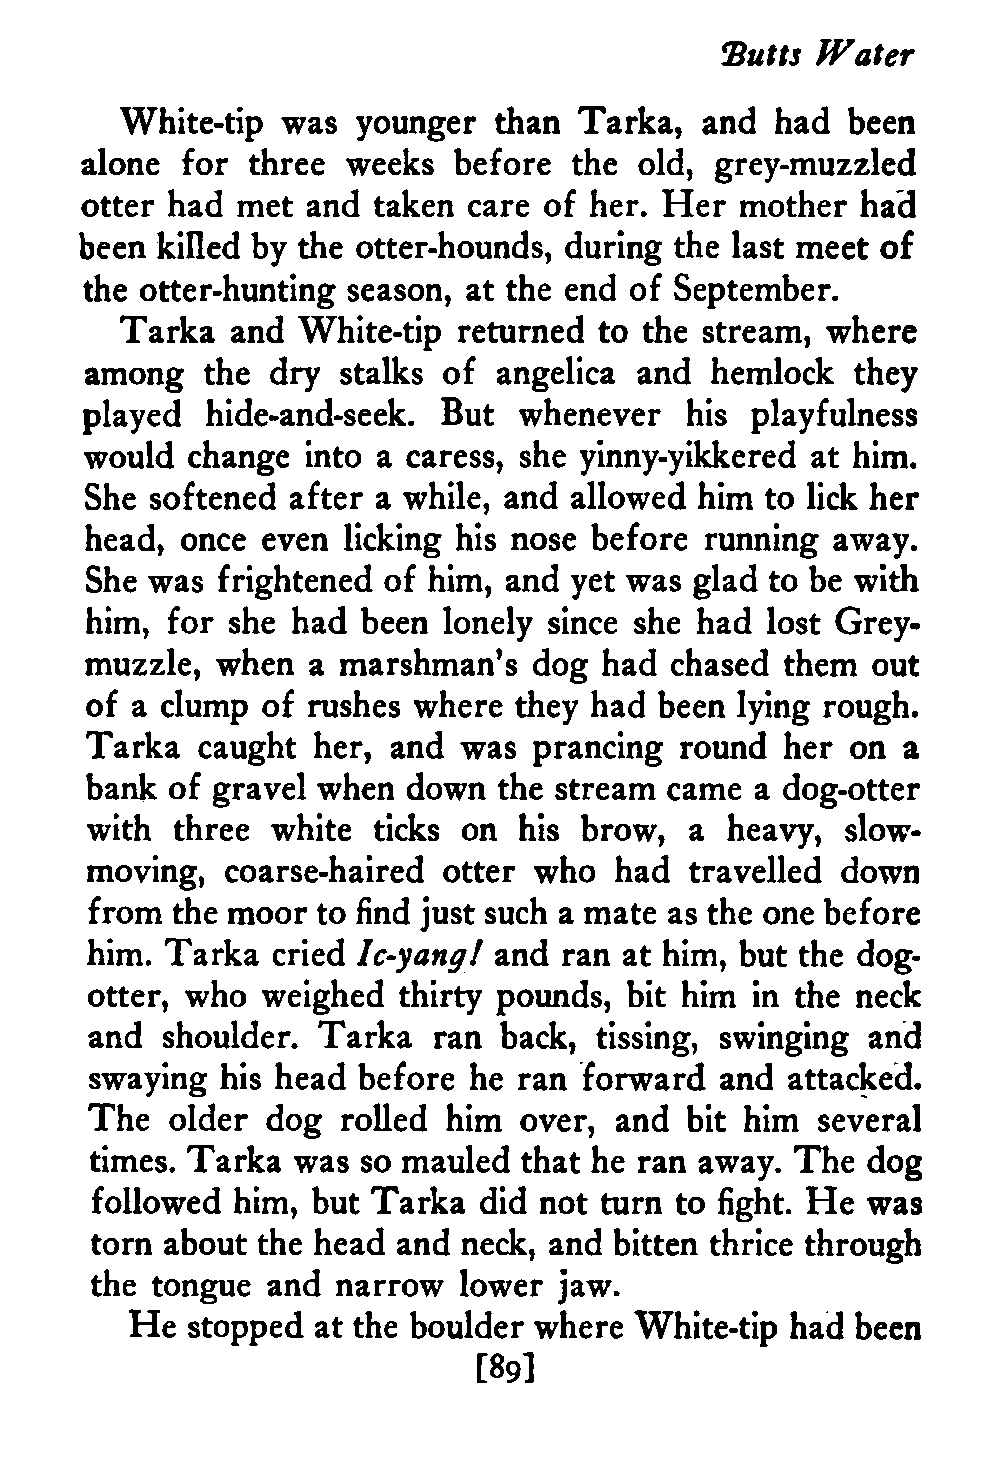 Butts Water
White-tip was younger than Tarka, and had been
alone for three weeks before the old, grey-muzzled
otter had met and taken care of her. Her mother had
been killed by the otter-hounds, during the last meet of
the otter-hunting season, at the end of September.
Tarka and White-tip returned to the stream, where
among the dry stalks of angelica and hemlock they
played hide-and-seek. But whenever his playfulness
would change into a caress, she yinny-yikkered at him.
She softened after a while, and allowed him to lick her
head, once even licking his nose before running away.
She was frightened of him, and yet was glad to be with
him, for she had been lonely since she had lost Grey-
muzzle, when a marshman's dog had chased them out
of a clump of rushes where they had been lying rough.
Tarka caught her, and was prancing round her on a
bank of gravel when down the stream came a dog-otter
with three white ticks on his brow, a heavy, slow-
moving, coarse-haired otter who had travelled down
from the moor to find just such a mate as the one before
him. Tarka cried Ic-yang! and ran at him, but the dog-
otter, who weighed thirty pounds, bit him in the neck
and shoulder. Tarka ran back, tissing, swinging and
swaying his head before he ran forward and attacked.
The older dog rolled him over, and bit him several
times. Tarka was so mauled that he ran away. The dog
followed him, but Tarka did not turn to fight. He was
torn about the head and neck, and bitten thrice through
the tongue and narrow lower jaw.
He stopped at the boulder where White-tip had been
[89]